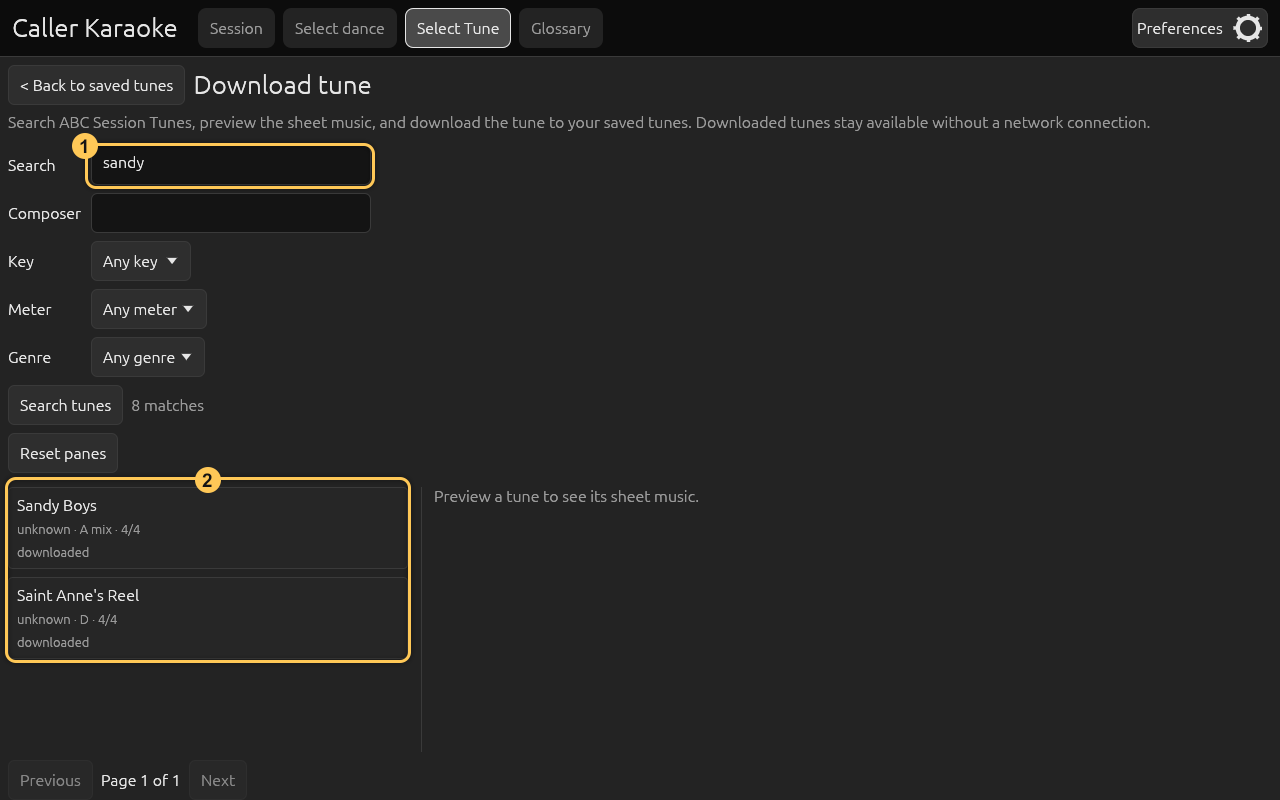 Caller Karaoke
Session
Select dance
Select Tune
Glossary
Preferences
< Back to saved tunes
Download tune
Search ABC Session Tunes, preview the sheet music, and download the tune to your saved tunes. Downloaded tunes stay available without a network connection.
1
Search
sandy
Composer
Key
Any key
Meter
Any meter
Genre
Any genre
Search tunes
8 matches
Reset panes
2
Sandy Boys
unknown · A mix · 4/4
downloaded
Saint Anne's Reel
unknown · D · 4/4
downloaded
Preview a tune to see its sheet music.
Previous
Page 1 of 1
Next